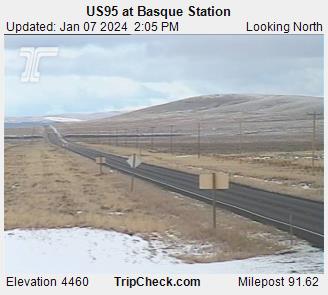 US95 at Basque Station
Updated: Jan 07 2024 2:05 PM Looking North
Elevation 4460 TripCheck.com Milepost 91.62